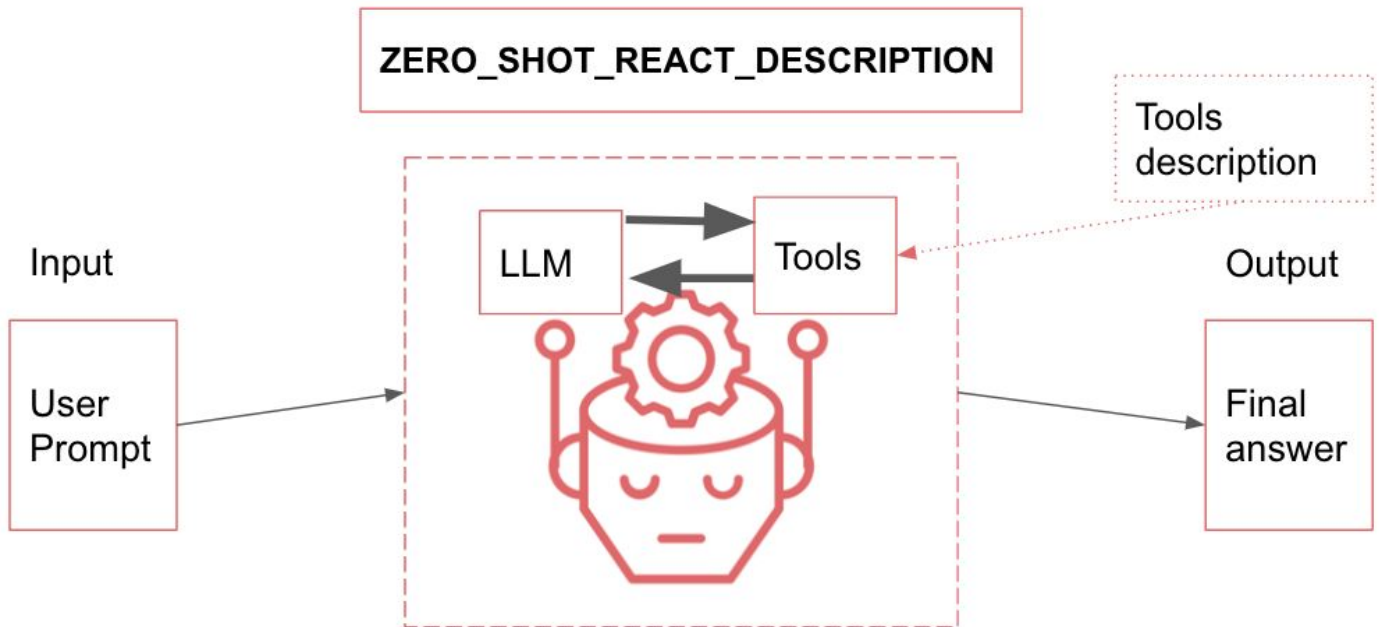 ZERO_SHOT_REACT_DESCRIPTION
Tools
description
LLM
Tools
Input
Output
User
Prompt
Final
answer